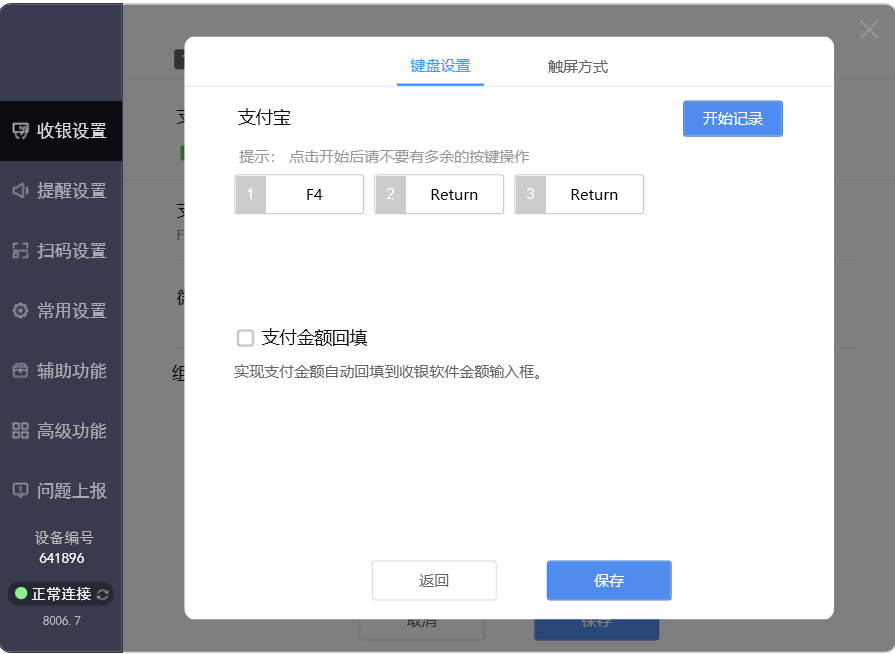 收银设置
提醒设置
扫码设置
常用设置
辅助功能
高级功能
问题上报
设备编号
641896
正常连接
8006. 7
键盘设置
触屏方式
支付宝
开始记录
提示： 点击开始后请不要有多余的按键操作
1 F4
2 Return
3 Return
支付金额回填
实现支付金额自动回填到收银软件金额输入框。
返回
保存
取消
保存